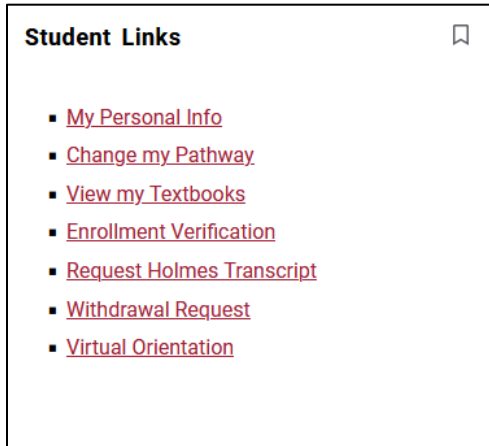 Student Links
My Personal Info
Change my Pathway
View my Textbooks
Enrollment Verification
Request Holmes Transcript
Withdrawal Request
Virtual Orientation